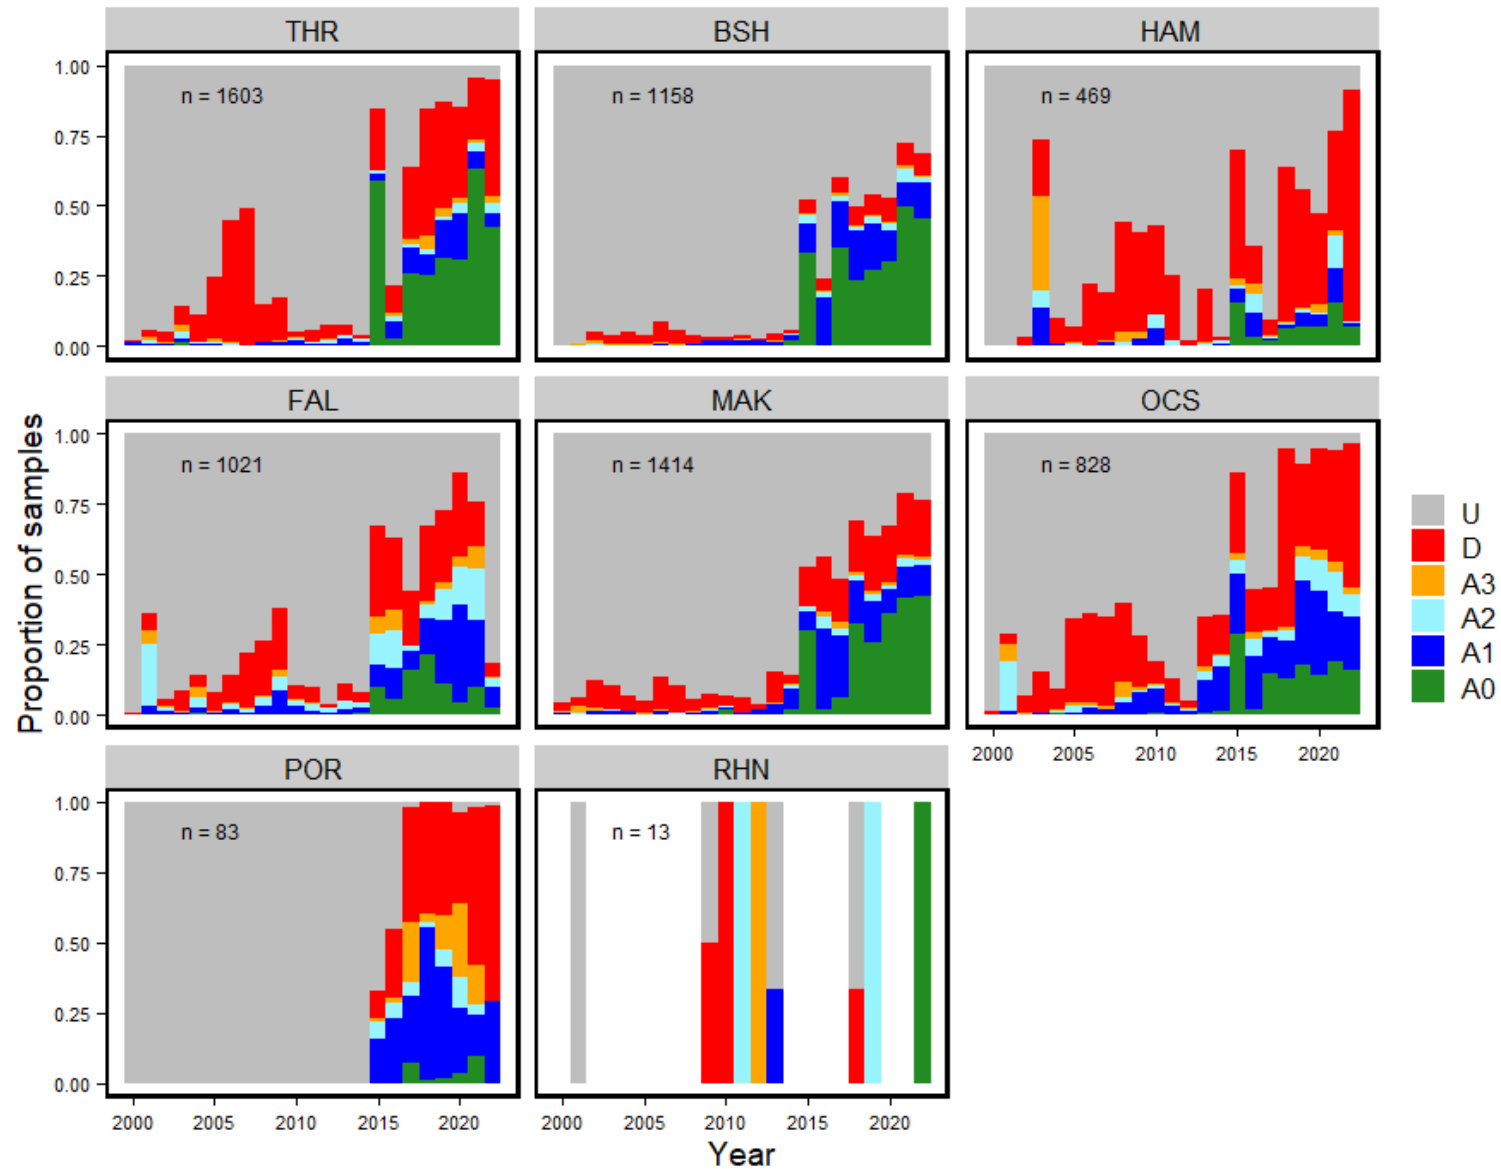 THR
BSH
HAM
1.00
0.75
0.50
0.25
0.00
n = 1603
n = 1158
n = 469
FAL
MAK
OCS
1.00
0.75
0.50
0.25
0.00
n = 1021
n = 1414
n = 828
2000 2005 2010 2015 2020
POR
RHN
1.00
0.75
0.50
0.25
0.00
n = 83
n = 13
2000 2005 2010 2015 2020
2000 2005 2010 2015 2020
Proportion of samples
Year
U
D
A3
A2
A1
A0